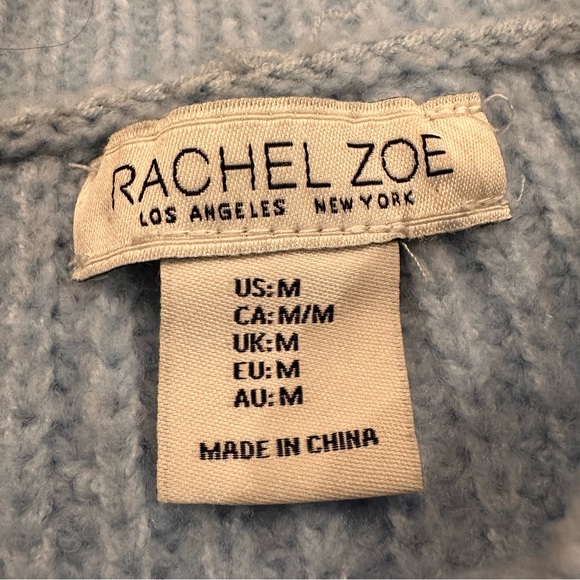 RACHEL ZOE
LOS ANGELES NEW YORK
US:M
CA:M/M
UK:M
EU:M
AU:M
MADE IN CHINA